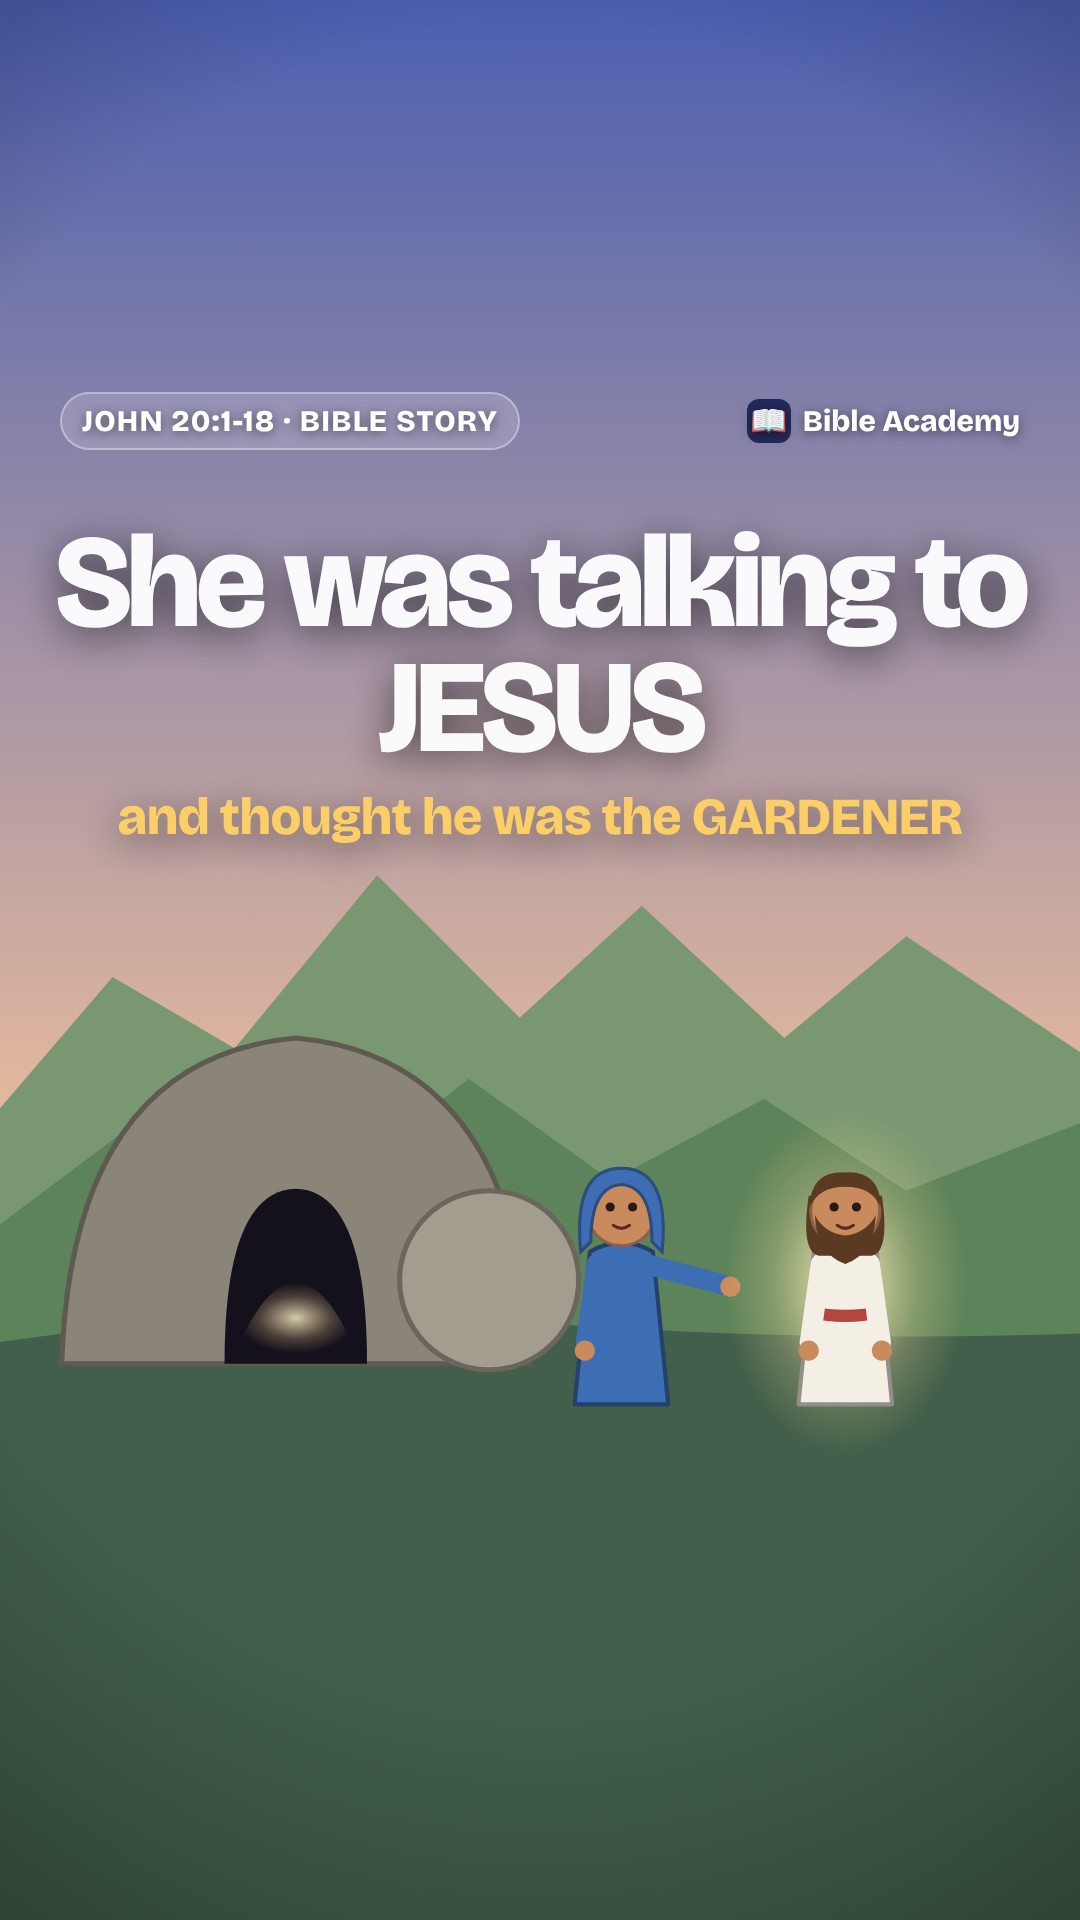 JOHN 20:1-18 · BIBLE STORY
Bible Academy
She was talking to
JESUS
and thought he was the GARDENER